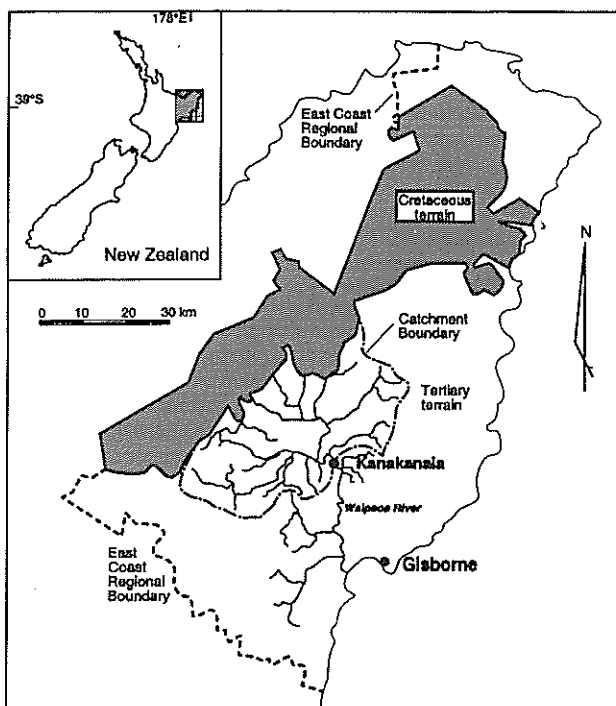 178°E
39°S
New Zealand
0 10 20 30 km
East Coast
Regional
Boundary
Cretaceous
terrain
N
Catchment
Boundary
Tertiary
terrain
Kanakanaia
Waipaoa River
Gisborne
East
Coast
Regional
Boundary